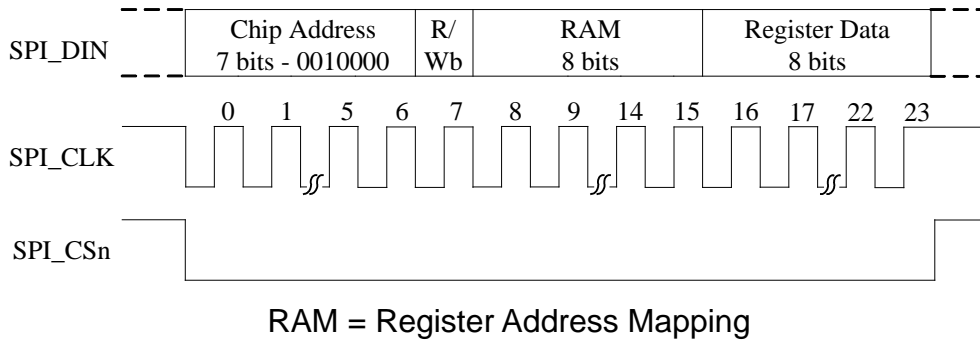 SPI_DIN
Chip Address
7 bits - 0010000
R/
Wb
RAM
8 bits
Register Data
8 bits
0 1 5 6 7 8 9 14 15 16 17 22 23
SPI_CLK
SPI_CSn
RAM = Register Address Mapping